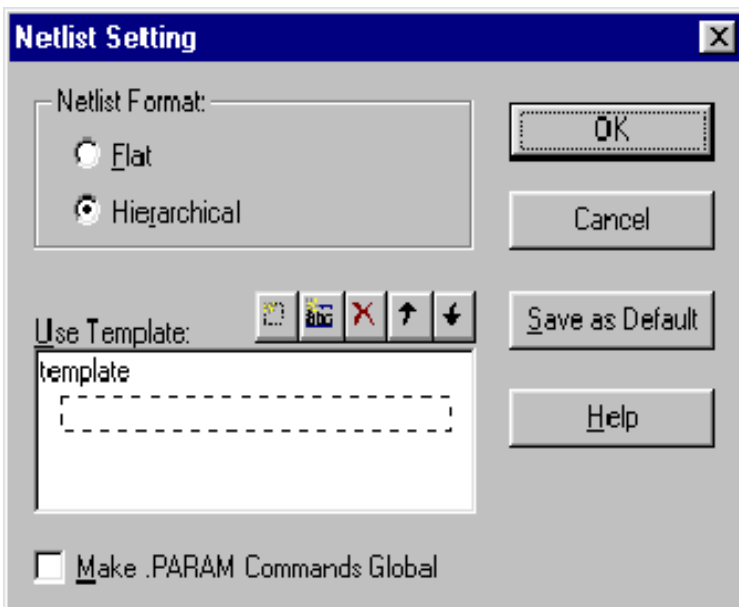 Netlist Setting
Netlist Format:
Flat
Hierarchical
OK
Cancel
Use Template:
abc
Save as Default
template
Help
Make .PARAM Commands Global